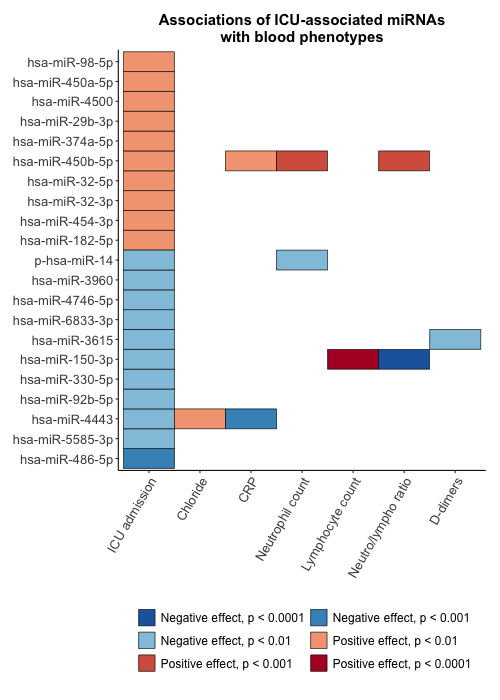 Associations of ICU-associated miRNAs
with blood phenotypes
hsa-miR-98-5p
hsa-miR-450a-5p
hsa-miR-4500
hsa-miR-29b-3p
hsa-miR-374a-5p
hsa-miR-450b-5p
hsa-miR-32-5p
hsa-miR-32-3p
hsa-miR-454-3p
hsa-miR-182-5p
p-hsa-miR-14
hsa-miR-3960
hsa-miR-4746-5p
hsa-miR-6833-3p
hsa-miR-3615
hsa-miR-150-3p
hsa-miR-330-5p
hsa-miR-92b-5p
hsa-miR-4443
hsa-miR-5585-3p
hsa-miR-486-5p
ICU admission
Chloride
CRP
Neutrophil count
Lymphocyte count
Neutro/lympho ratio
D-dimers
Negative effect, p < 0.0001
Negative effect, p < 0.001
Negative effect, p < 0.01
Positive effect, p < 0.01
Positive effect, p < 0.001
Positive effect, p < 0.0001